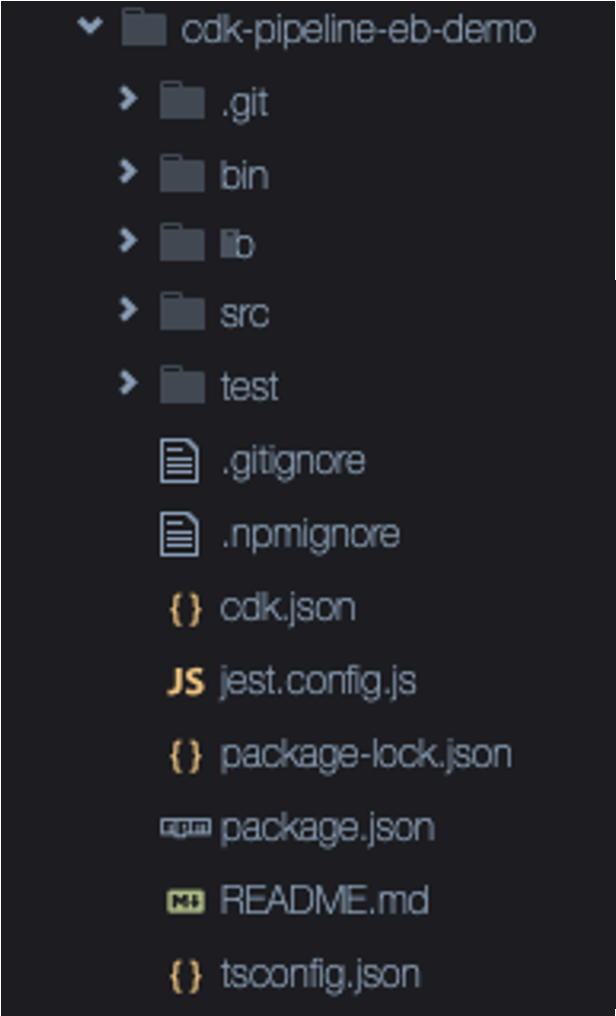 cdk-pipeline-eb-demo
.git
bin
src
test
.gitignore
.npmignore
{} cdk.json
JS jest.config.js
{} package-lock.json
npm package.json
M↓ README.md
{} tsconfig.json